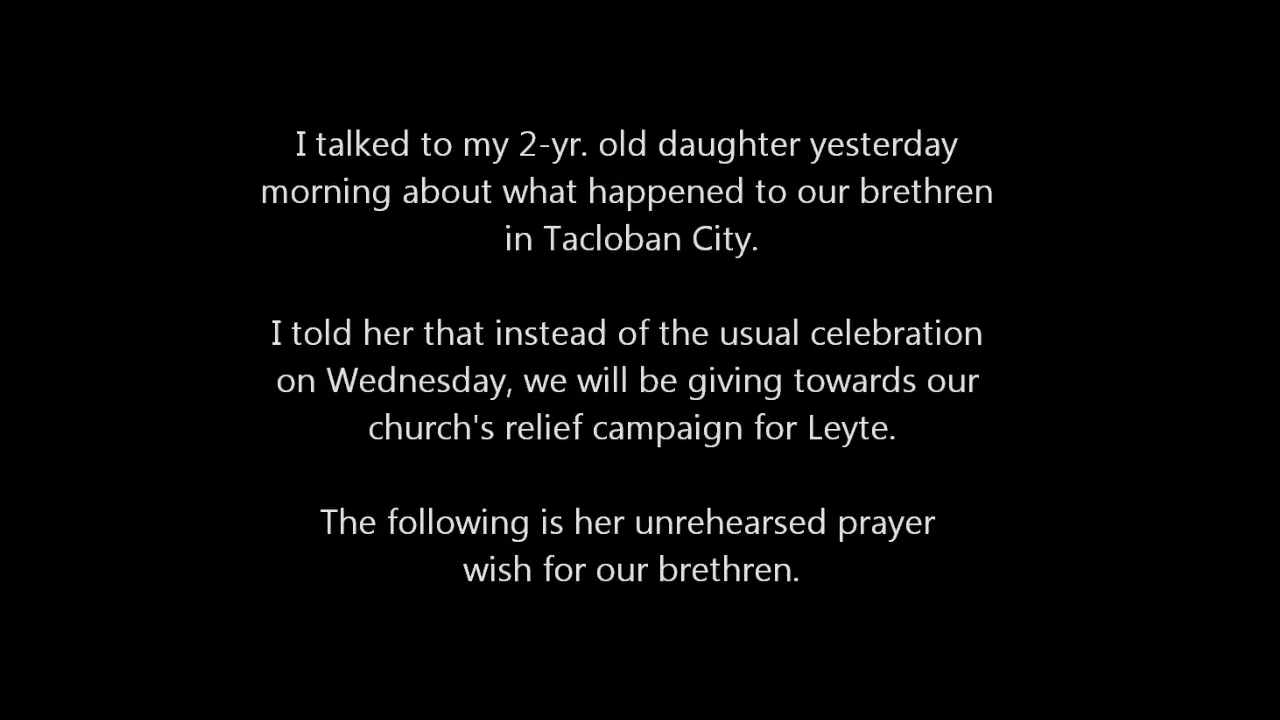 I talked to my 2-yr. old daughter yesterday
morning about what happened to our brethren
in Tacloban City.
I told her that instead of the usual celebration
on Wednesday, we will be giving towards our
church's relief campaign for Leyte.
The following is her unrehearsed prayer
wish for our brethren.